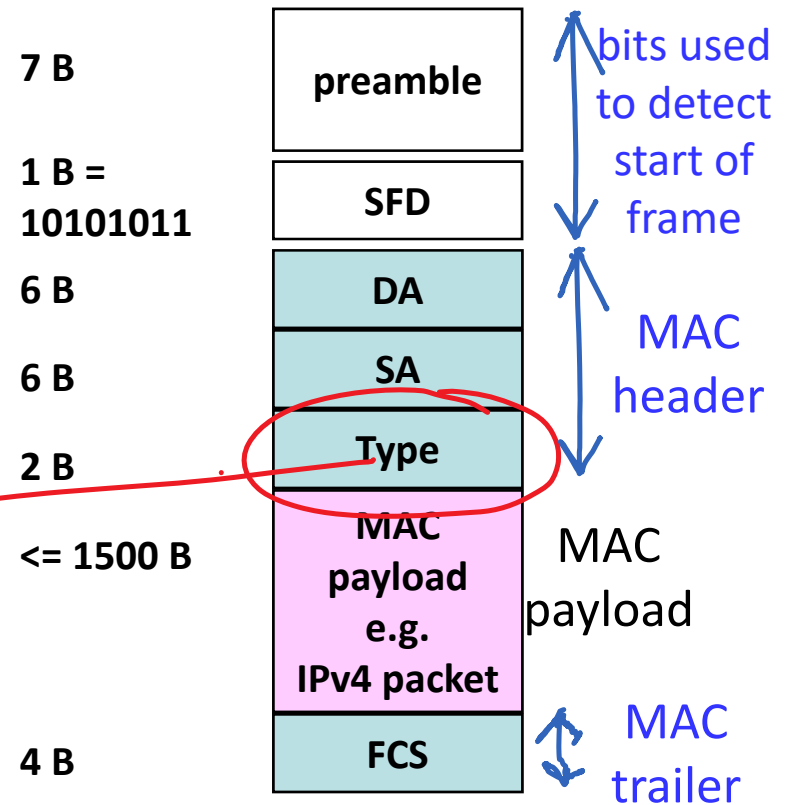 7 B
preamble
bits used
to detect
start of
frame
1 B =
10101011
SFD
6 B
DA
MAC
header
6 B
SA
2 B
Type
<= 1500 B
MAC
payload
e.g.
IPv4 packet
MAC
payload
4 B
FCS
MAC
trailer